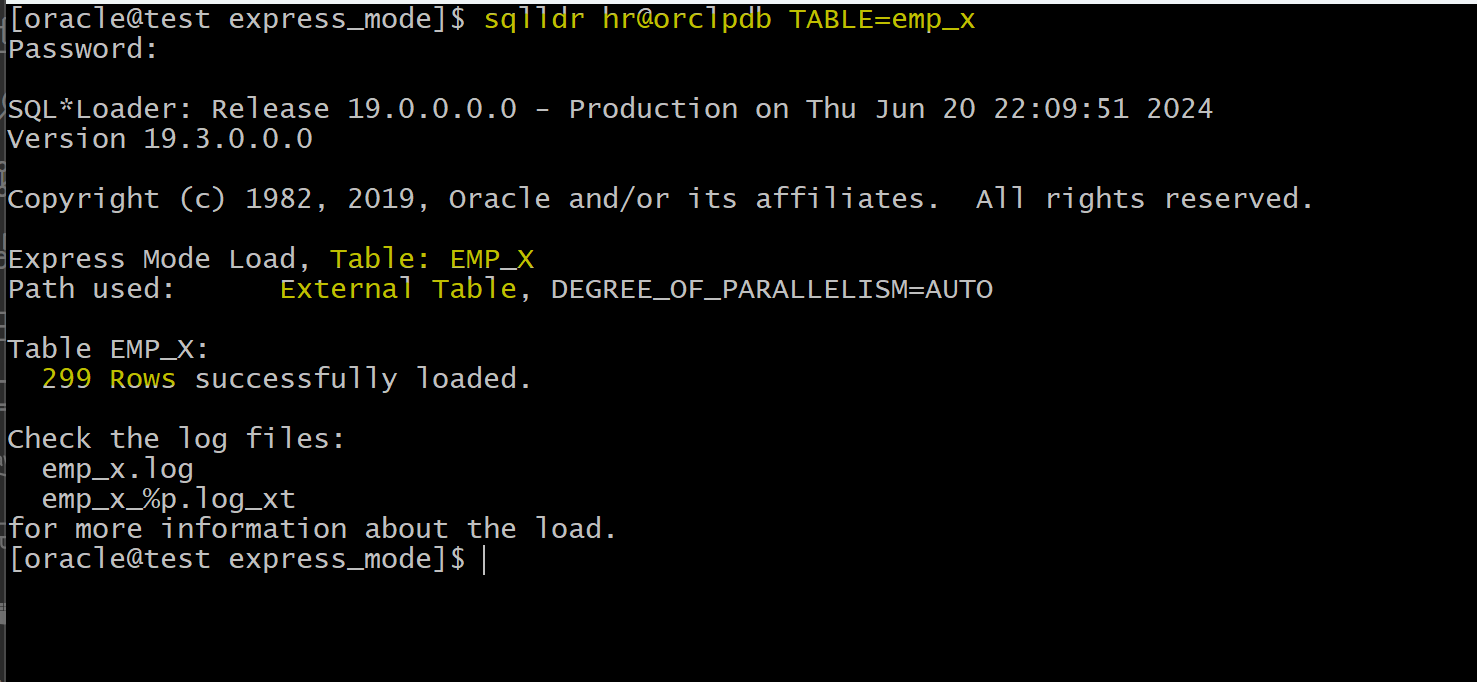 [oracle@test express_mode]$ sqlldr hr@orclpdb TABLE=emp_x
Password:
SQL*Loader: Release 19.0.0.0.0 - Production on Thu Jun 20 22:09:51 2024
Version 19.3.0.0.0
Copyright (c) 1982, 2019, Oracle and/or its affiliates.  All rights reserved.
Express Mode Load, Table: EMP_X
Path used:      External Table, DEGREE_OF_PARALLELISM=AUTO
Table EMP_X:
  299 Rows successfully loaded.
Check the log files:
  emp_x.log
  emp_x_%p.log_xt
for more information about the load.
[oracle@test express_mode]$